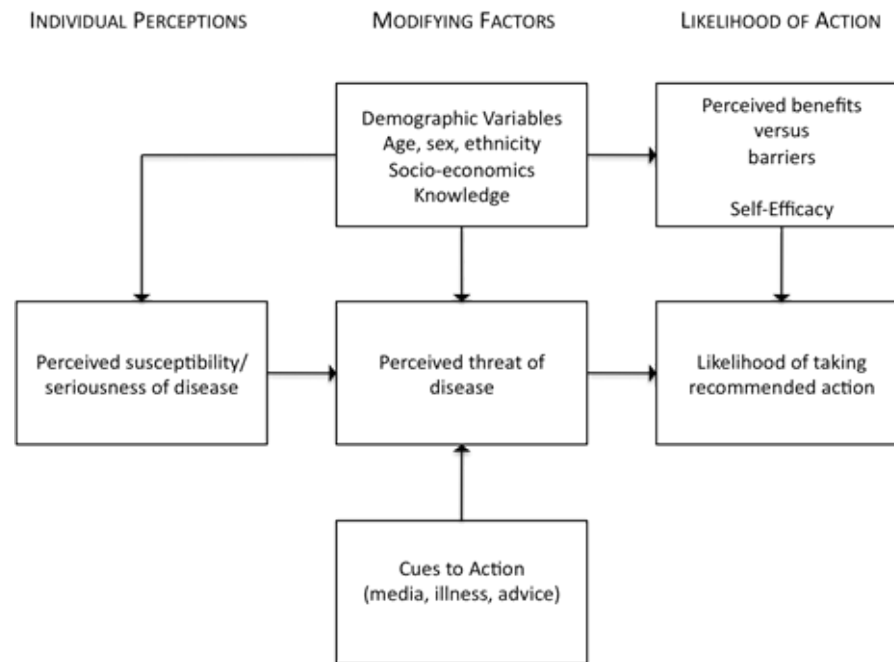 INDIVIDUAL PERCEPTIONS
MODIFYING FACTORS
LIKELIHOOD OF ACTION
Demographic Variables
Age, sex, ethnicity
Socio-economics
Knowledge
Perceived benefits
versus
barriers
Self-Efficacy
Perceived susceptibility/
seriousness of disease
Perceived threat of
disease
Likelihood of taking
recommended action
Cues to Action
(media, illness, advice)